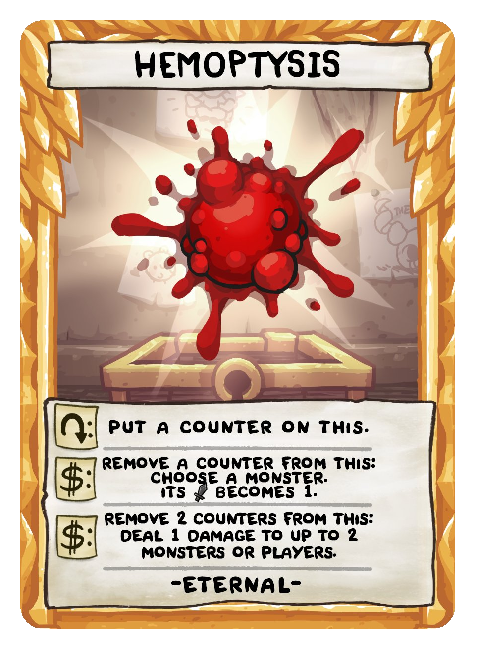 HEMOPTYSIS
THE
PUT A COUNTER ON THIS.
$: REMOVE A COUNTER FROM THIS:
CHOOSE A MONSTER.
ITS BECOMES 1.
$: REMOVE 2 COUNTERS FROM THIS:
DEAL 1 DAMAGE TO UP TO 2
MONSTERS OR PLAYERS.
-ETERNAL-